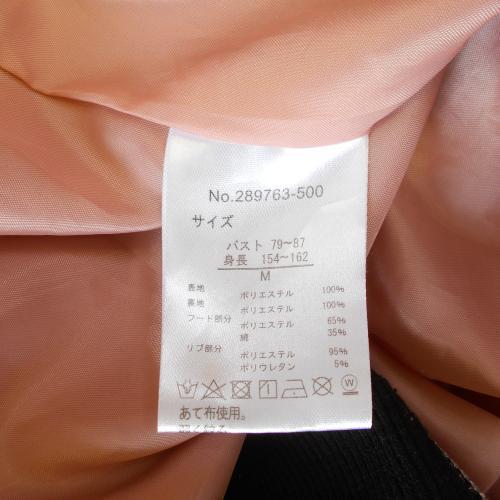 No.289763-500
サイズ
バスト 79～87
身長 154～162
M
表地 ポリエステル 100%
裏地 ポリエステル 100%
フード部分 ポリエステル 65%
綿 35%
リブ部分 ポリエステル 95%
ポリウレタン 5%
W
あて布使用。